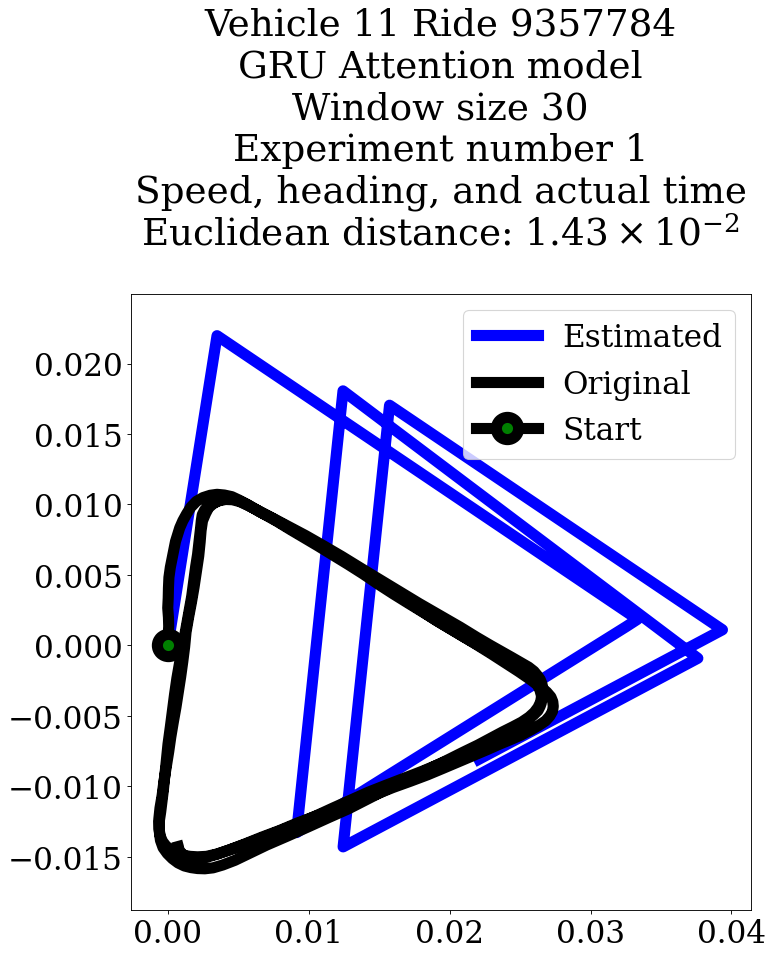 Vehicle 11 Ride 9357784
GRU Attention model
Window size 30
Experiment number 1
Speed, heading, and actual time
Euclidean distance: 1.43 × 10⁻²
Estimated
Original
Start
0.020
0.015
0.010
0.005
0.000
−0.005
−0.010
−0.015
0.00 0.01 0.02 0.03 0.04